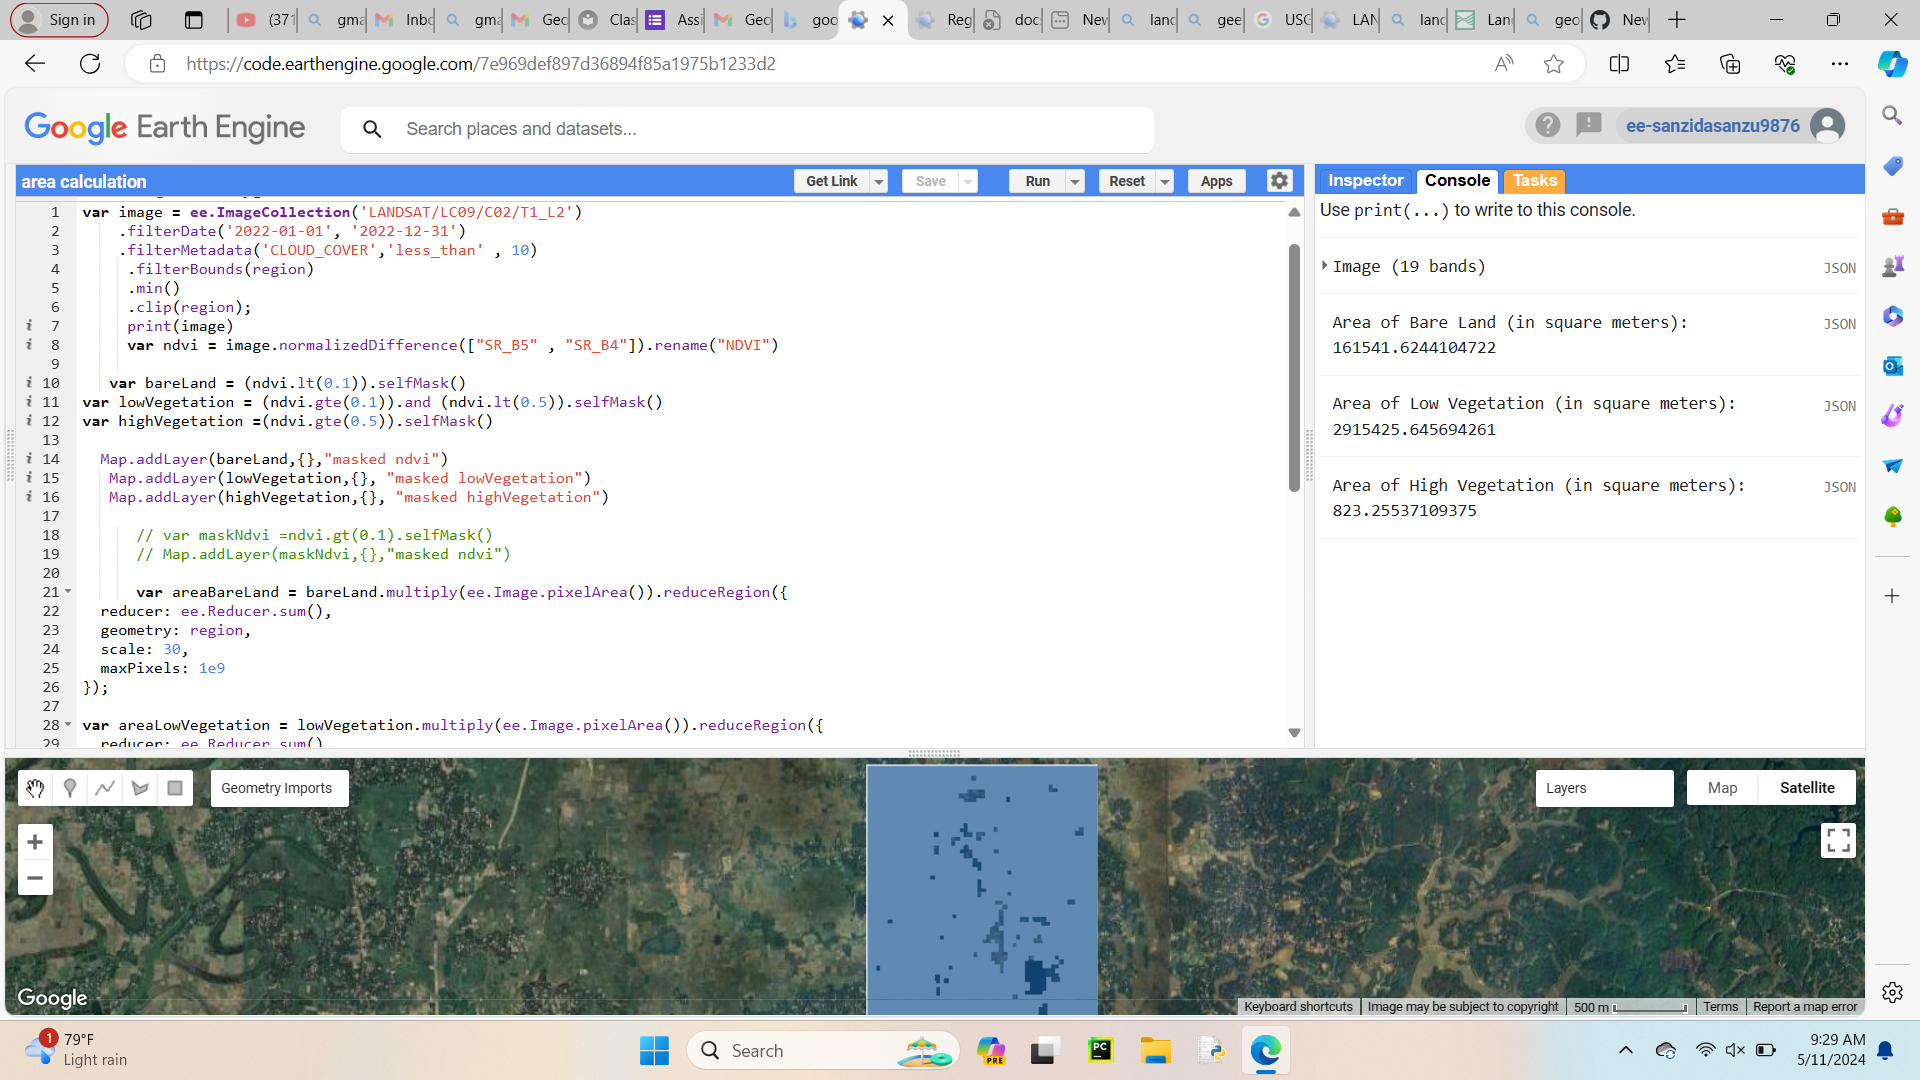 Sign in
(371
gma
Inbo
gma
Geo
Clas
Assi
Geo
goo
Reg
doc
New
land
gee
USG
LAN
land
Land
geo
New
https://code.earthengine.google.com/7e969def897d36894f85a1975b1233d2
Google Earth Engine
Search places and datasets...
ee-sanzidasanzu9876
area calculation
Get Link
Save
Run
Reset
Apps
Inspector
Console
Tasks
1 var image = ee.ImageCollection('LANDSAT/LC09/C02/T1_L2')
2 .filterDate('2022-01-01', '2022-12-31')
3 .filterMetadata('CLOUD_COVER','less_than' , 10)
4 .filterBounds(region)
5 .min()
6 .clip(region);
i 7 print(image)
i 8 var ndvi = image.normalizedDifference(["SR_B5" , "SR_B4"]).rename("NDVI")
9
i 10 var bareLand = (ndvi.lt(0.1)).selfMask()
i 11 var lowVegetation = (ndvi.gte(0.1)).and (ndvi.lt(0.5)).selfMask()
i 12 var highVegetation =(ndvi.gte(0.5)).selfMask()
13
i 14 Map.addLayer(bareLand,{},"masked ndvi")
i 15 Map.addLayer(lowVegetation,{}, "masked lowVegetation")
i 16 Map.addLayer(highVegetation,{}, "masked highVegetation")
17
18 // var maskNdvi =ndvi.gt(0.1).selfMask()
19 // Map.addLayer(maskNdvi,{},"masked ndvi")
20
21 var areaBareLand = bareLand.multiply(ee.Image.pixelArea()).reduceRegion({
22 reducer: ee.Reducer.sum(),
23 geometry: region,
24 scale: 30,
25 maxPixels: 1e9
26 });
27
28 var areaLowVegetation = lowVegetation.multiply(ee.Image.pixelArea()).reduceRegion({
29 reducer: ee.Reducer.sum()
Use print(...) to write to this console.
Image (19 bands)
JSON
Area of Bare Land (in square meters):
JSON
161541.6244104722
Area of Low Vegetation (in square meters):
JSON
2915425.645694261
Area of High Vegetation (in square meters):
JSON
823.25537109375
Geometry Imports
Layers
Map
Satellite
+
−
Google
Keyboard shortcuts
Image may be subject to copyright
500 m
Terms
Report a map error
1
79°F
Light rain
Search
PRE
PC
9:29 AM
5/11/2024